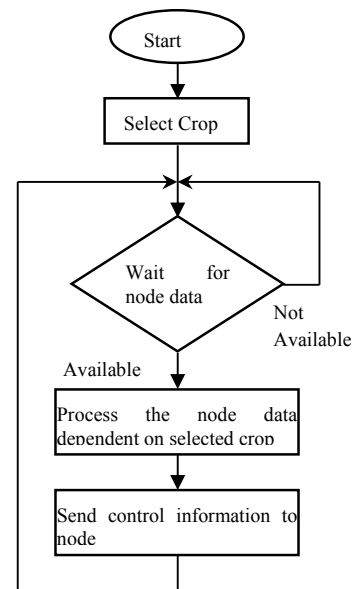 Start
Select Crop
Wait for
node data
Not
Available
Available
Process the node data
dependent on selected crop
Send control information to
node